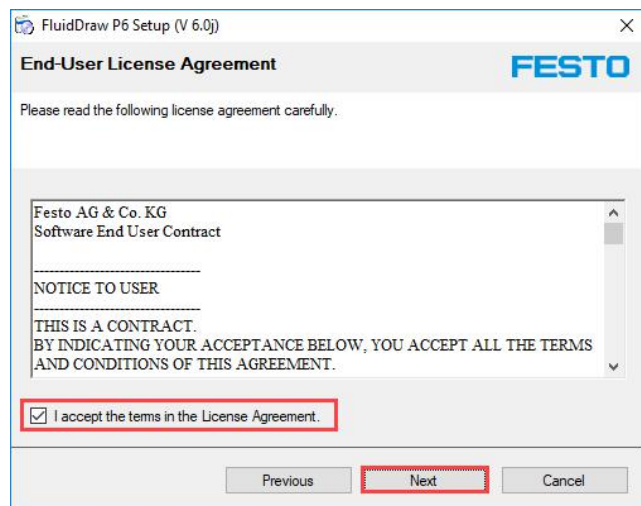 FluidDraw P6 Setup (V 6.0j)
End-User License Agreement
FESTO
Please read the following license agreement carefully.
Festo AG & Co. KG
Software End User Contract
---------------------------------
NOTICE TO USER
---------------------------------
THIS IS A CONTRACT.
BY INDICATING YOUR ACCEPTANCE BELOW, YOU ACCEPT ALL THE TERMS
AND CONDITIONS OF THIS AGREEMENT.
I accept the terms in the License Agreement.
Previous
Next
Cancel